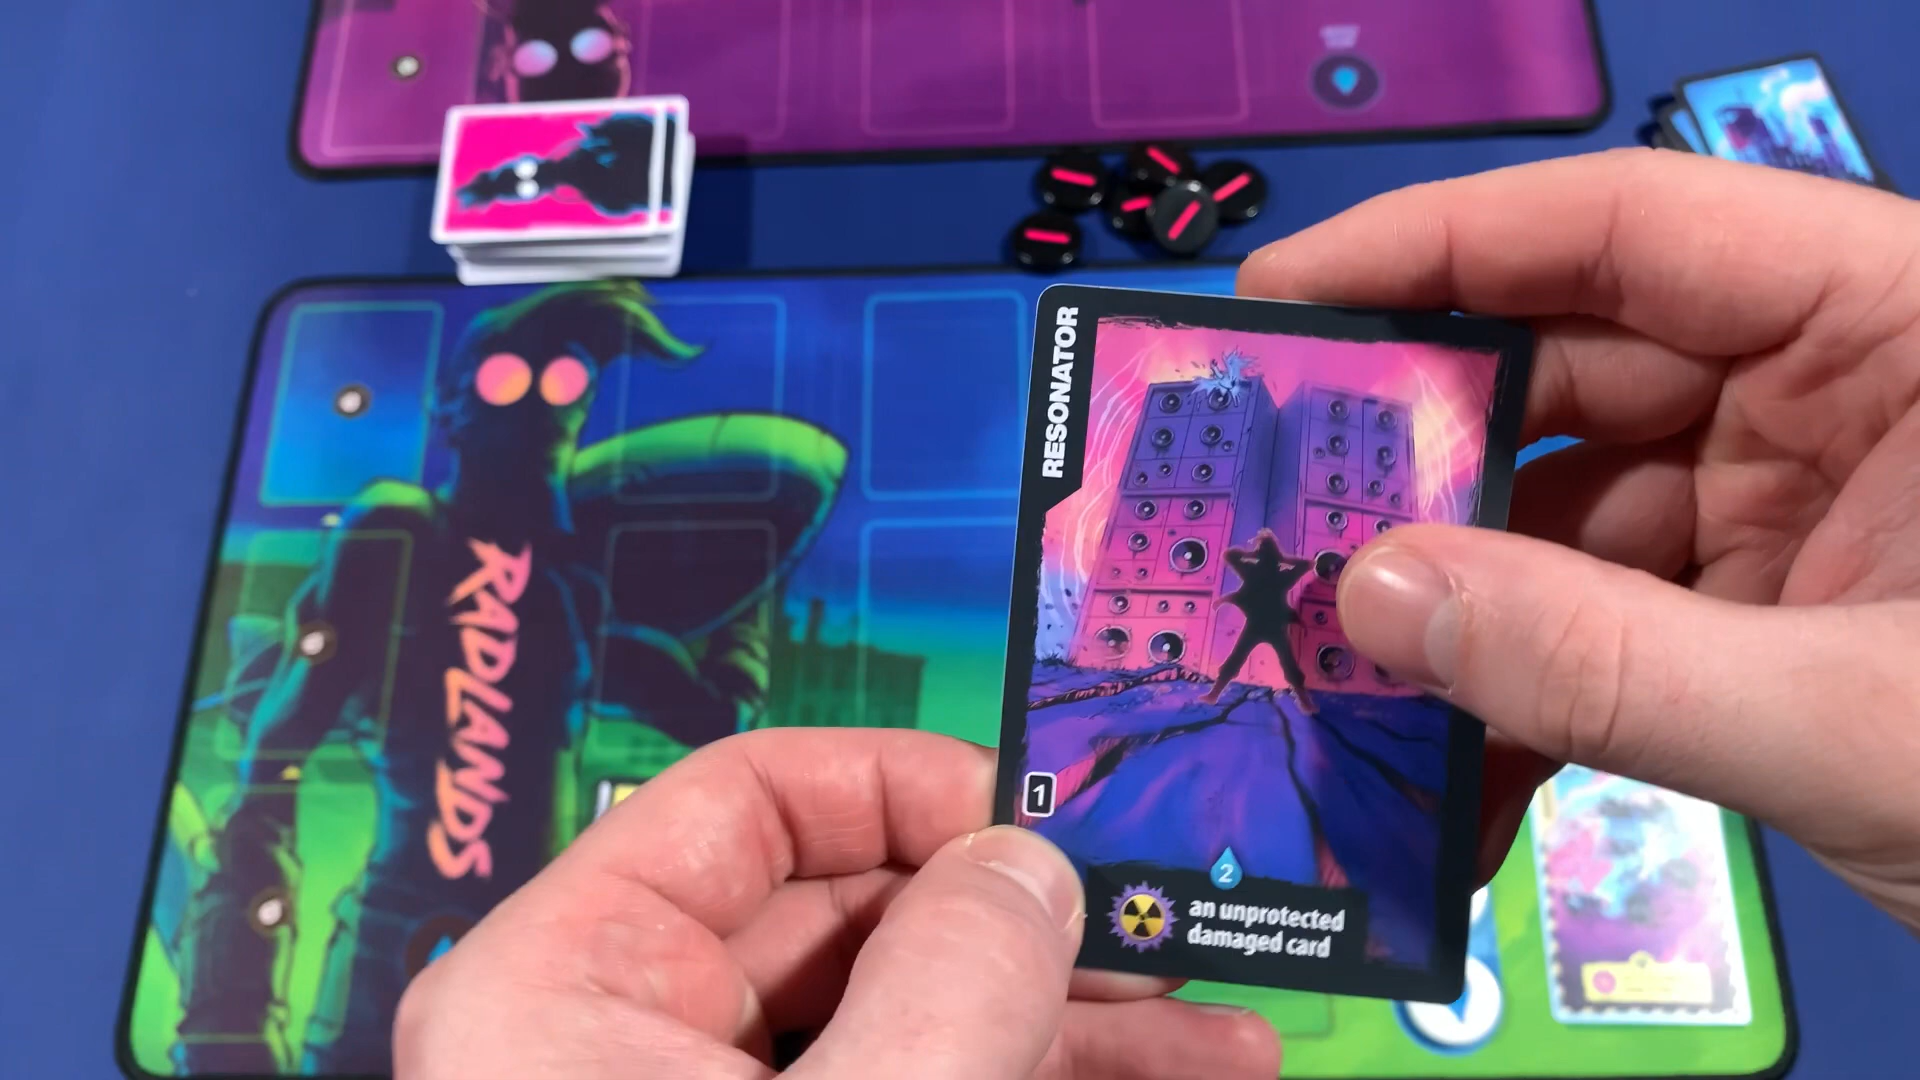 RADLANDS
RESONATOR
1
2
an unprotected
damaged card